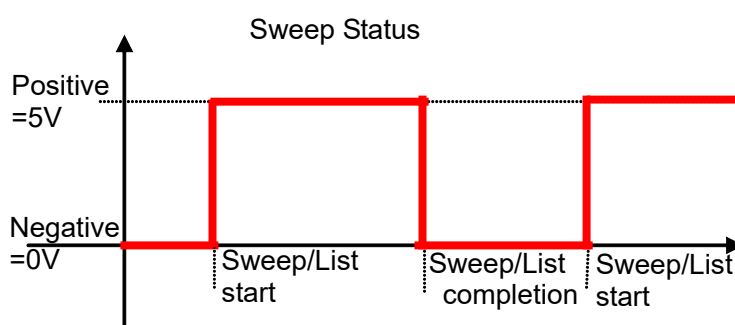 Sweep Status
Positive
=5V
Negative
=0V
Sweep/List
start
Sweep/List
completion
Sweep/List
start